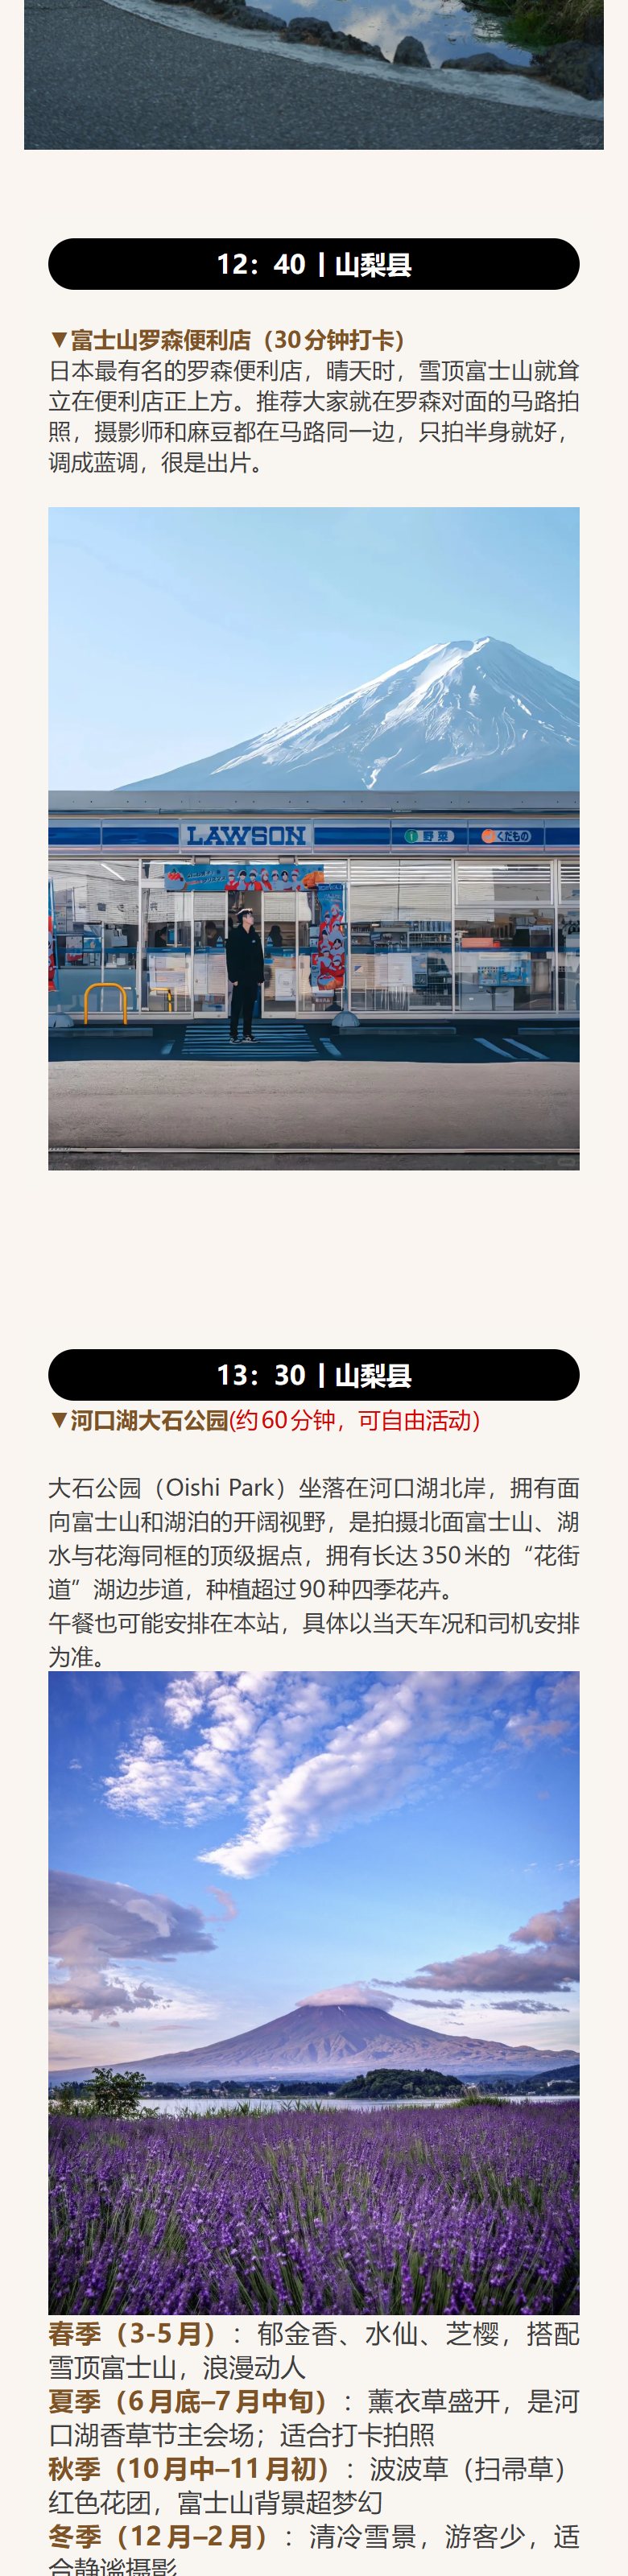 12：40丨山梨县
▼富士山罗森便利店（30分钟打卡）
日本最有名的罗森便利店，晴天时，雪顶富士山就耸
立在便利店正上方。推荐大家就在罗森对面的马路拍
照，摄影师和麻豆都在马路同一边，只拍半身就好，
调成蓝调，很是出片。
LAWSON
野菜
くだもの
13：30丨山梨县
▼河口湖大石公园(约60分钟，可自由活动)
大石公园（Oishi Park）坐落在河口湖北岸，拥有面
向富士山和湖泊的开阔视野，是拍摄北面富士山、湖
水与花海同框的顶级据点，拥有长达350米的“花街
道”湖边步道，种植超过90种四季花卉。
午餐也可能安排在本站，具体以当天车况和司机安排
为准。
春季（3-5月）：郁金香、水仙、芝樱，搭配
雪顶富士山，浪漫动人
夏季（6月底–7月中旬）：薰衣草盛开，是河
口湖香草节主会场；适合打卡拍照
秋季（10月中–11月初）：波波草（扫帚草）
红色花团，富士山背景超梦幻
冬季（12月–2月）：清冷雪景，游客少，适
合静谧摄影